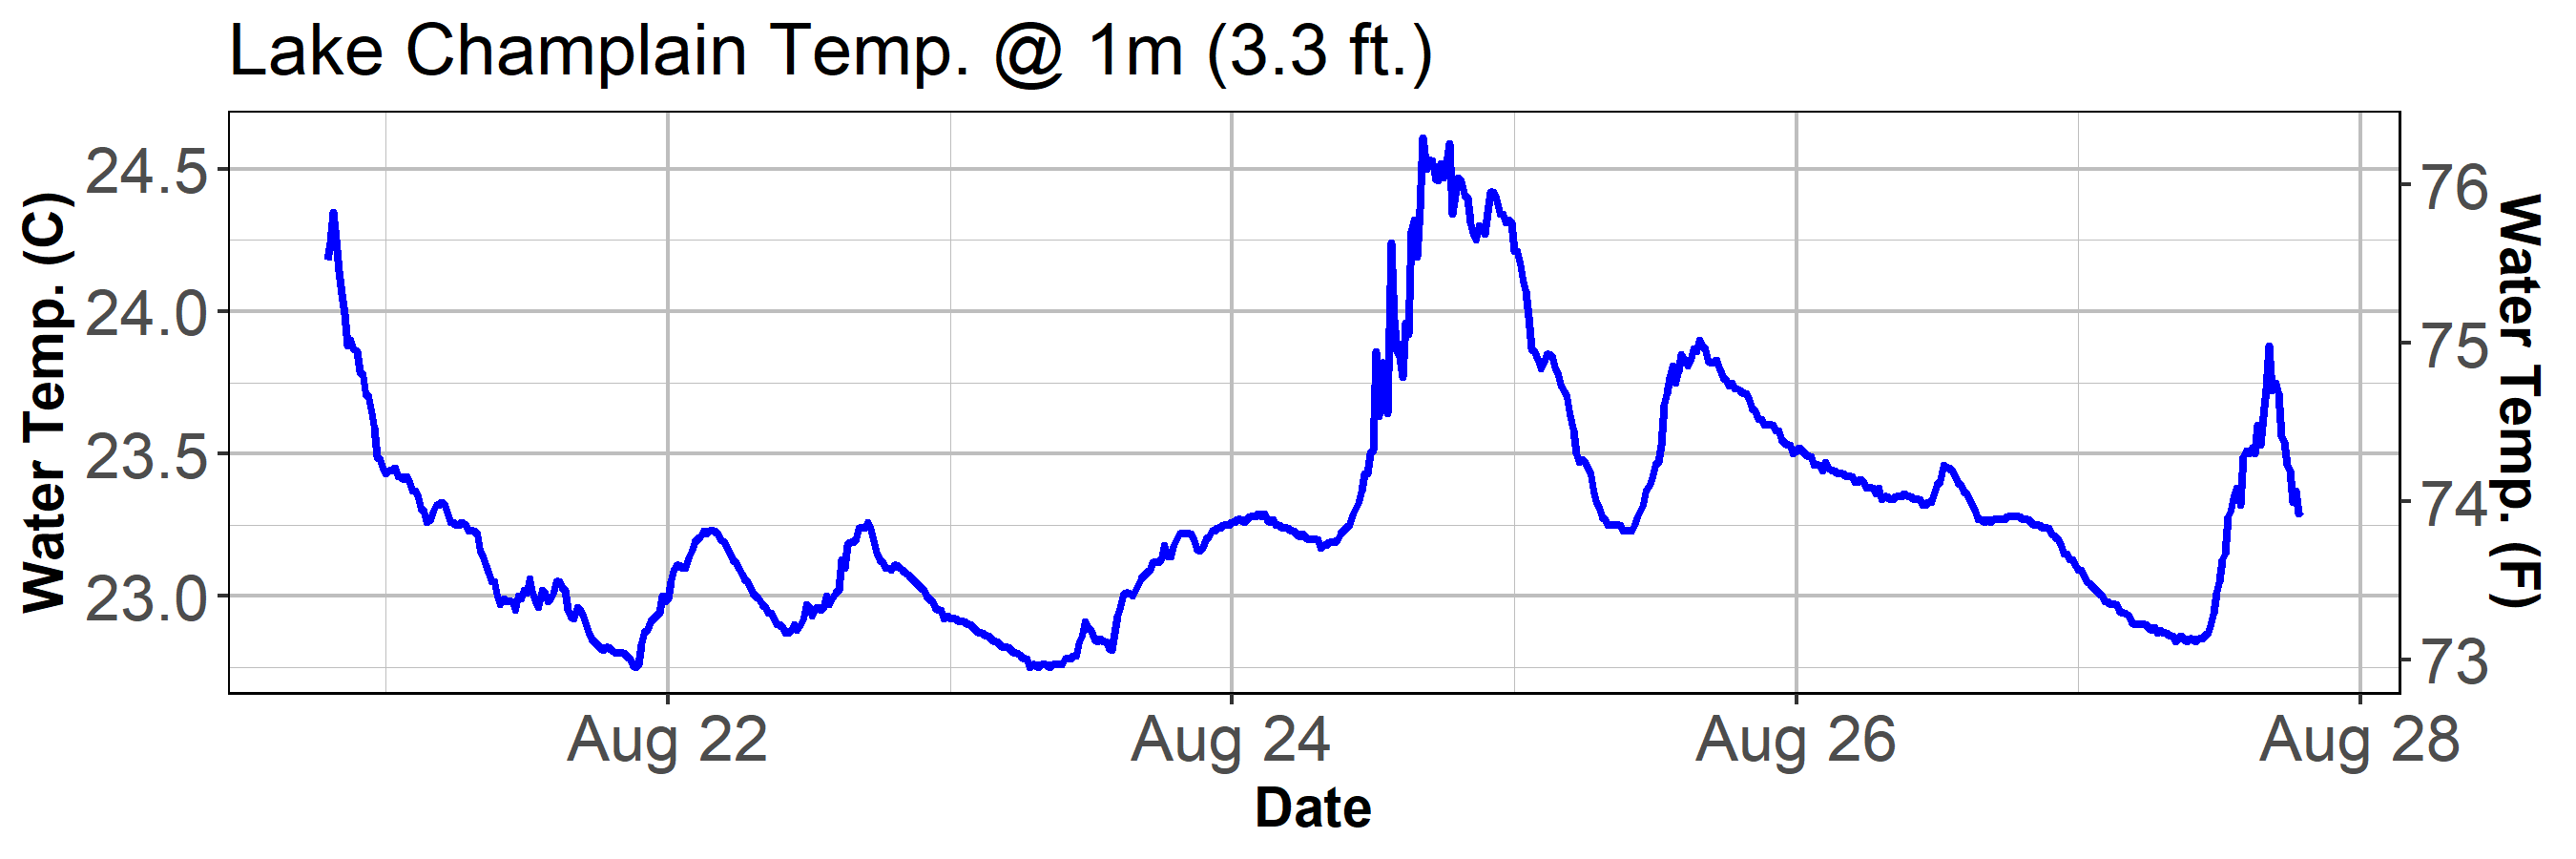 Lake Champlain Temp. @ 1m (3.3 ft.)
Water Temp. (C)
24.5
24.0
23.5
23.0
76
75
74
73
Water Temp. (F)
Aug 22
Aug 24
Aug 26
Aug 28
Date